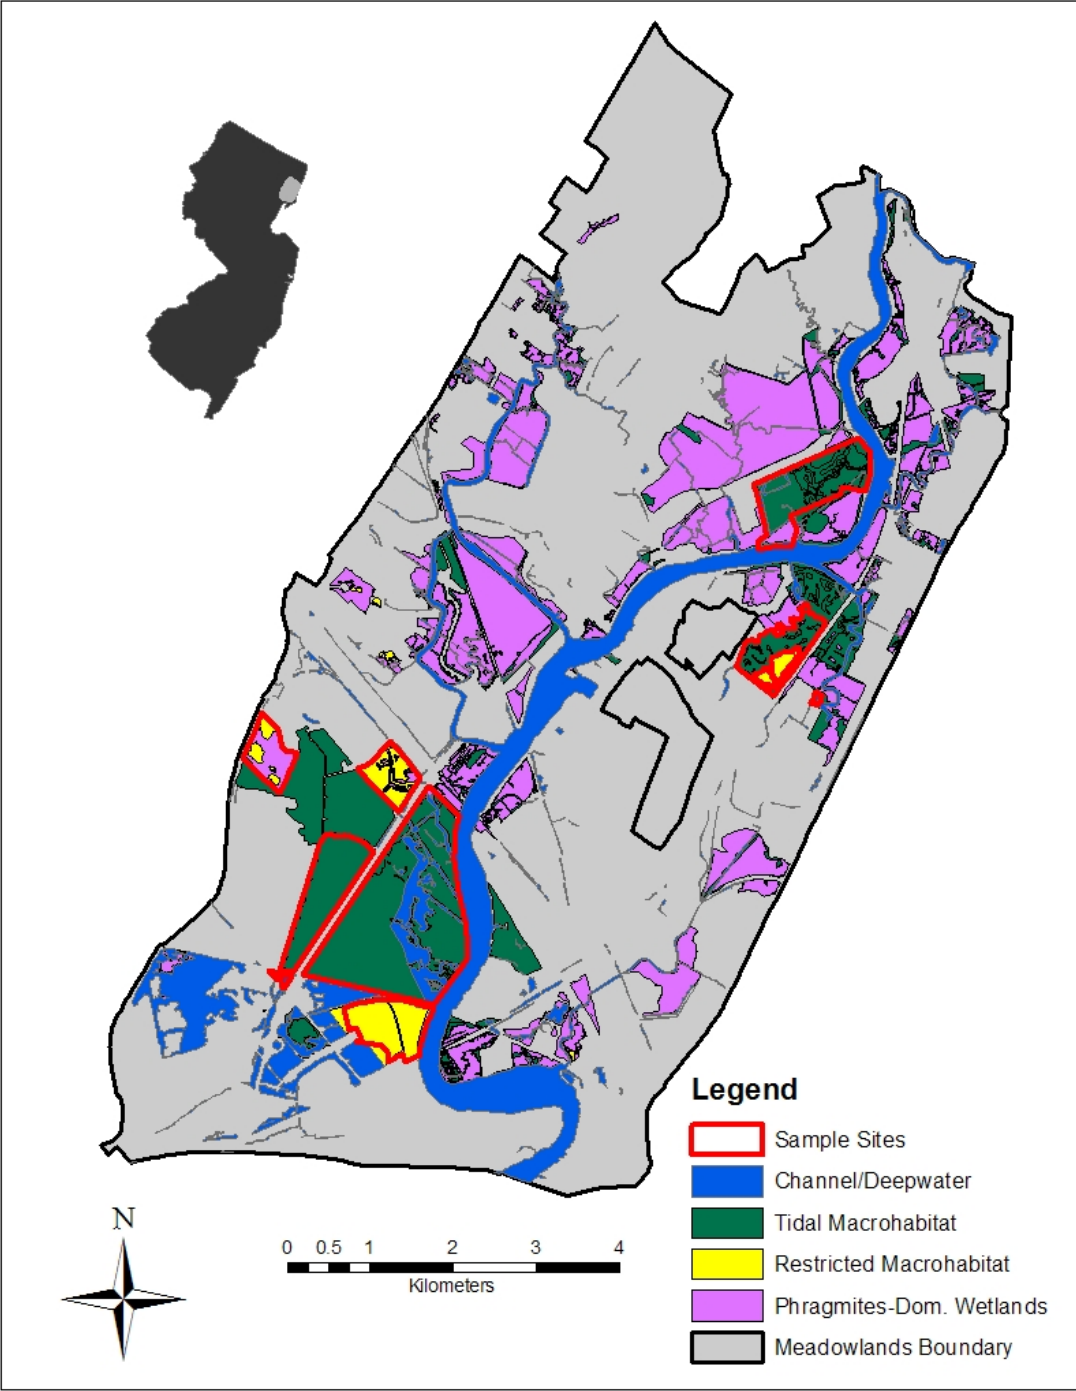 Legend
Sample Sites
Channel/Deepwater
Tidal Macrohabitat
Restricted Macrohabitat
Phragmites-Dom. Wetlands
Meadowlands Boundary
N
0 0.5 1 2 3 4
Kilometers